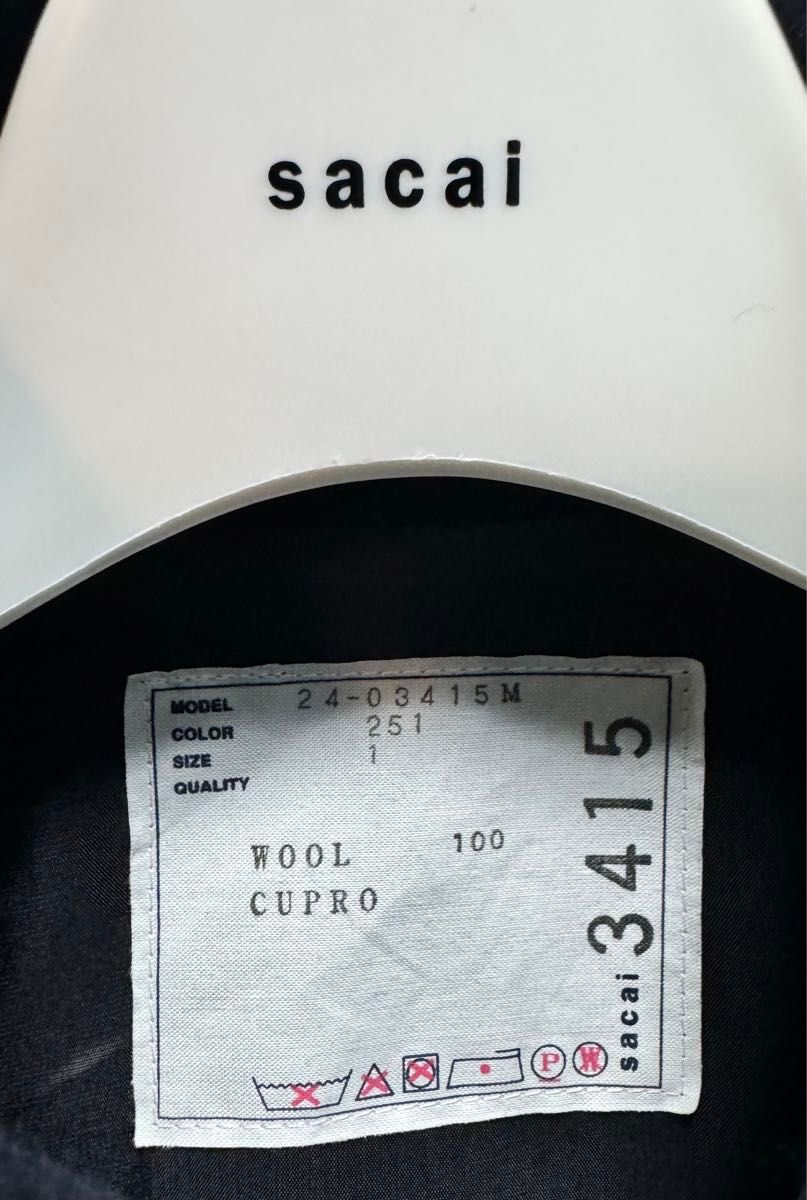 sacai
MODEL 24-03415M
COLOR 251
SIZE 1
QUALITY
WOOL 100
CUPRO
P W
sacai 3415